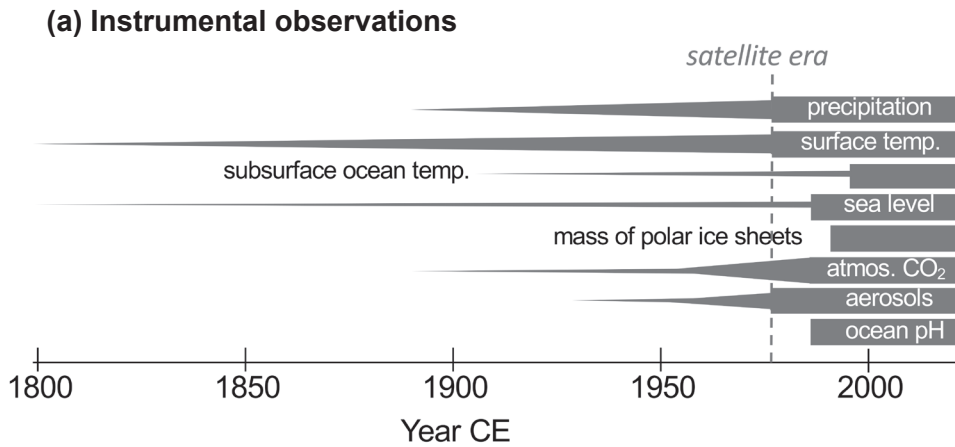 (a) Instrumental observations
satellite era
precipitation
surface temp.
subsurface ocean temp.
sea level
mass of polar ice sheets
atmos. CO₂
aerosols
ocean pH
1800 1850 1900 1950 2000
Year CE